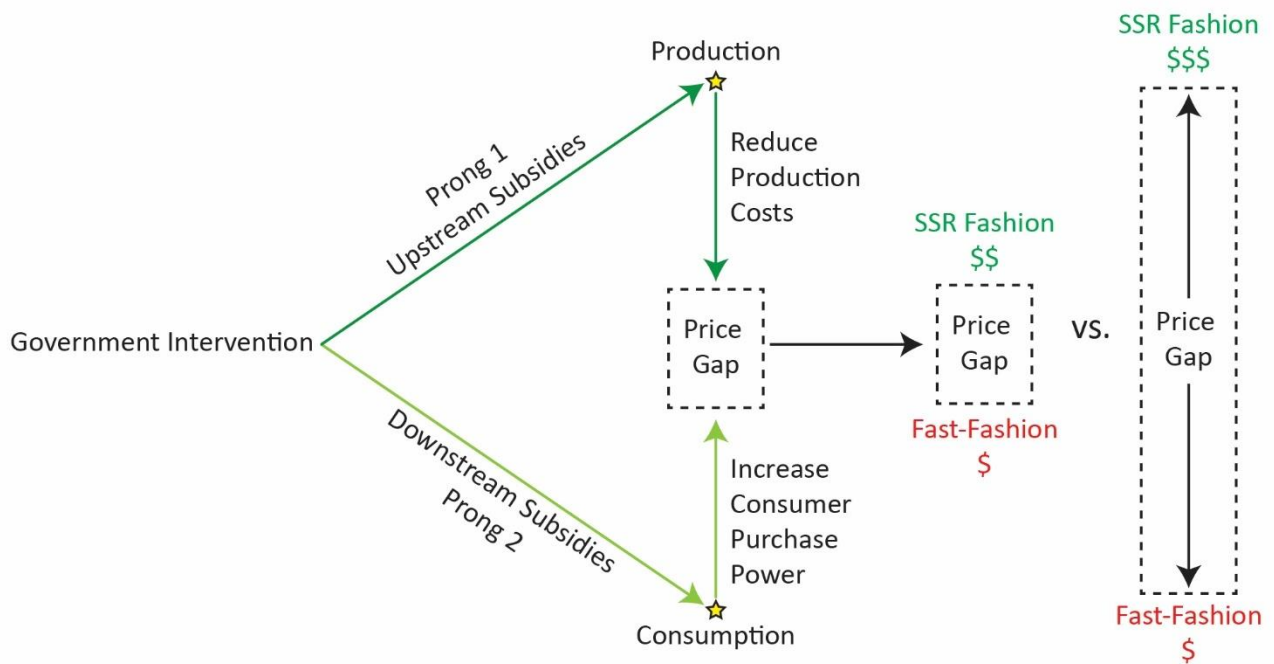 Production
Prong 1
Upstream Subsidies
Reduce
Production
Costs
Government Intervention
Price
Gap
Downstream Subsidies
Prong 2
Increase
Consumer
Purchase
Power
Consumption
SSR Fashion
$$
Price
Gap
Fast-Fashion
$
vs.
SSR Fashion
$$$
Price
Gap
Fast-Fashion
$